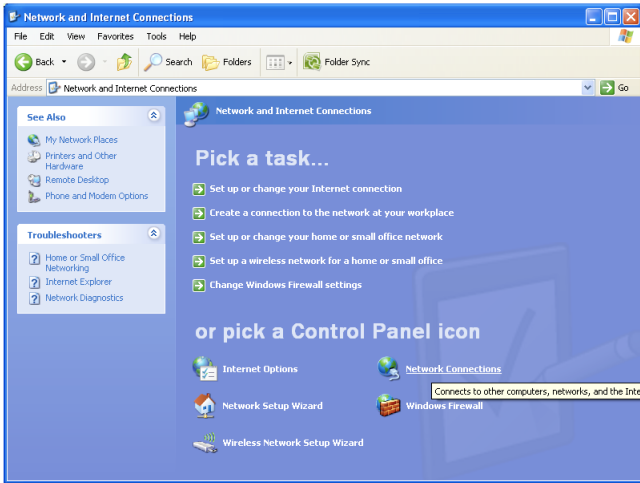 Network and Internet Connections
File Edit View Favorites Tools Help
Back Search Folders Folder Sync
Address Network and Internet Connections Go
See Also
My Network Places
Printers and Other
Hardware
Remote Desktop
Phone and Modem Options
Troubleshooters
Home or Small Office
Networking
Internet Explorer
Network Diagnostics
Network and Internet Connections
Pick a task...
Set up or change your Internet connection
Create a connection to the network at your workplace
Set up or change your home or small office network
Set up a wireless network for a home or small office
Change Windows Firewall settings
or pick a Control Panel icon
Internet Options
Network Connections
Connects to other computers, networks, and the Inte
Network Setup Wizard
Windows Firewall
Wireless Network Setup Wizard